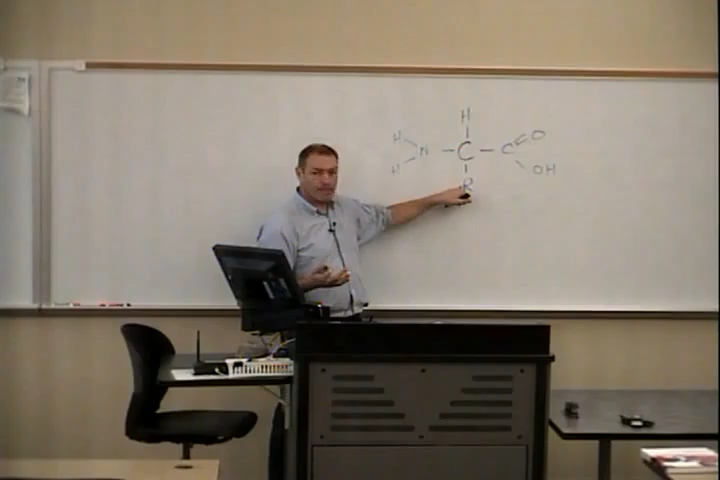 H
H N – C – C = O
H OH
R